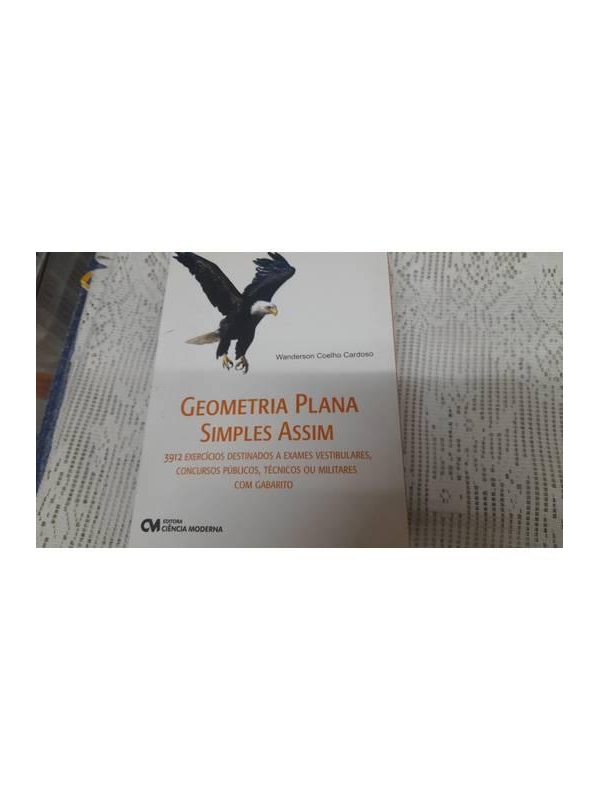 Wanderson Coelho Cardoso
GEOMETRIA PLANA
SIMPLES ASSIM
3912 EXERCÍCIOS DESTINADOS A EXAMES VESTIBULARES,
CONCURSOS PÚBLICOS, TÉCNICOS OU MILITARES
COM GABARITO
CM EDITORA
CIÊNCIA MODERNA